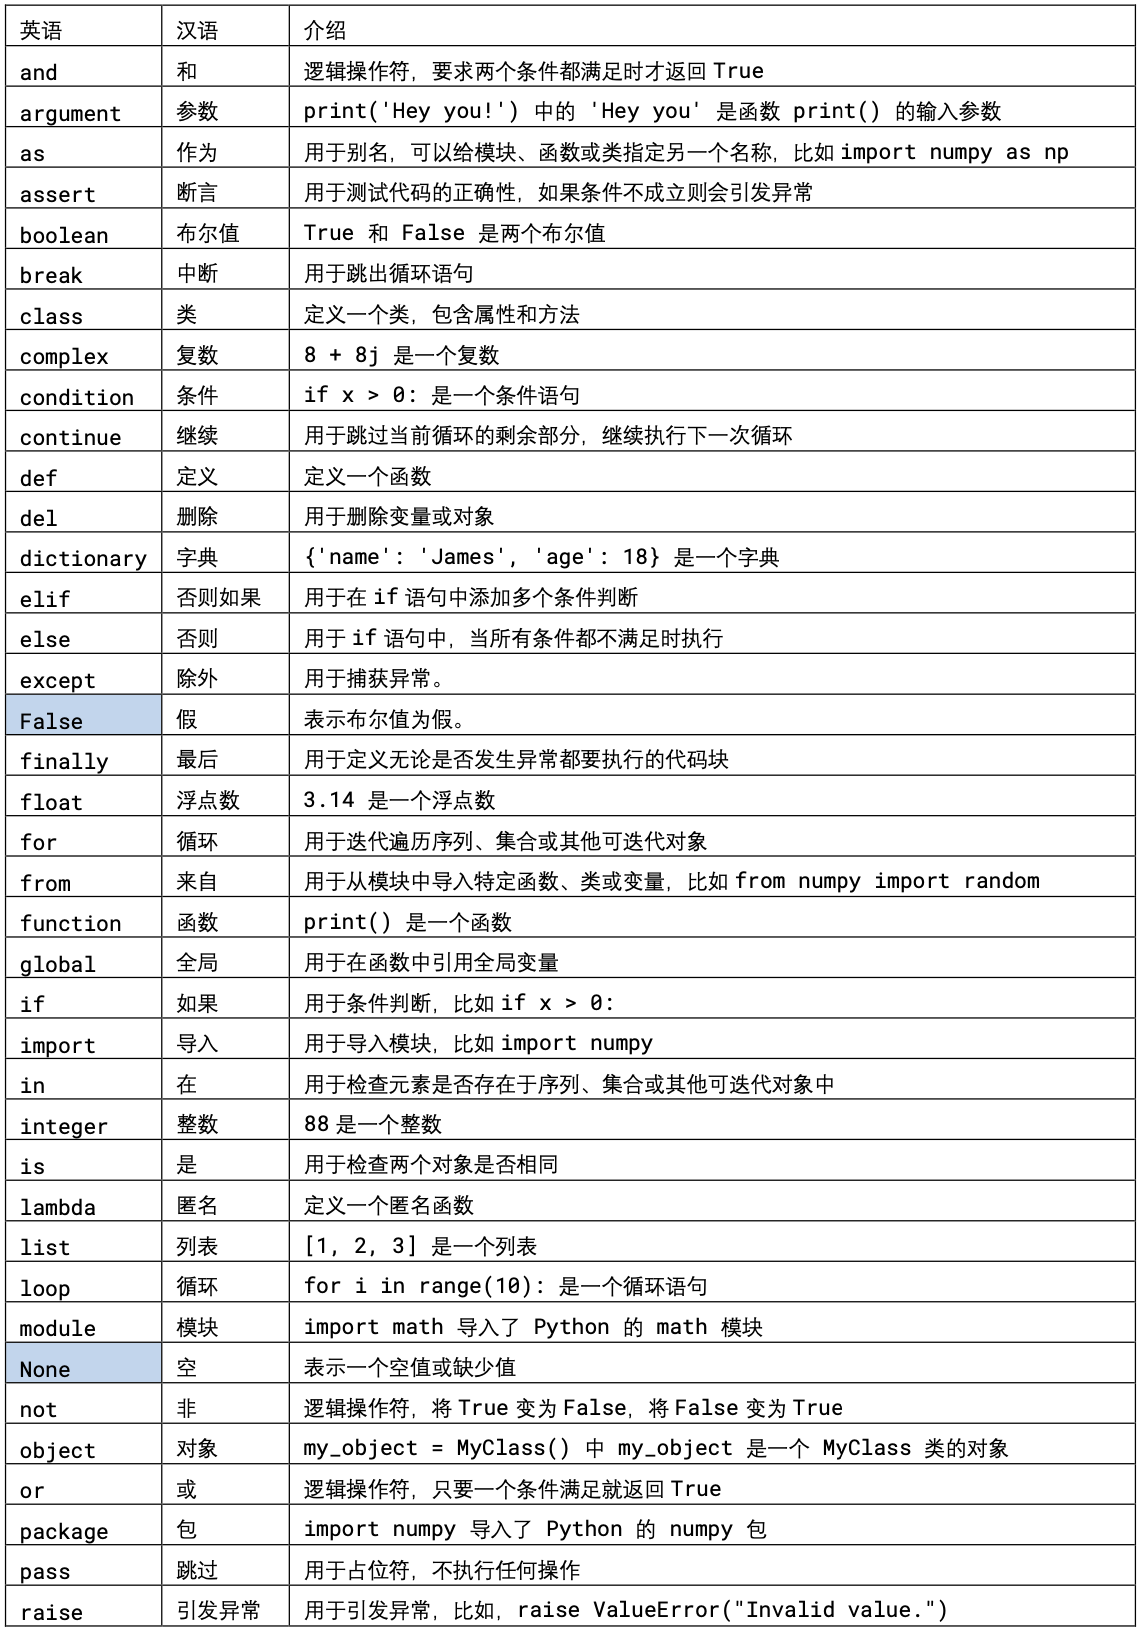 英语 汉语 介绍
and 和 逻辑操作符，要求两个条件都满足时才返回 True
argument 参数 print('Hey you!') 中的 'Hey you' 是函数 print() 的输入参数
as 作为 用于别名，可以给模块、函数或类指定另一个名称，比如 import numpy as np
assert 断言 用于测试代码的正确性，如果条件不成立则会引发异常
boolean 布尔值 True 和 False 是两个布尔值
break 中断 用于跳出循环语句
class 类 定义一个类，包含属性和方法
complex 复数 8 + 8j 是一个复数
condition 条件 if x > 0: 是一个条件语句
continue 继续 用于跳过当前循环的剩余部分，继续执行下一次循环
def 定义 定义一个函数
del 删除 用于删除变量或对象
dictionary 字典 {'name': 'James', 'age': 18} 是一个字典
elif 否则如果 用于在 if 语句中添加多个条件判断
else 否则 用于 if 语句中，当所有条件都不满足时执行
except 除外 用于捕获异常。
False 假 表示布尔值为假。
finally 最后 用于定义无论是否发生异常都要执行的代码块
float 浮点数 3.14 是一个浮点数
for 循环 用于迭代遍历序列、集合或其他可迭代对象
from 来自 用于从模块中导入特定函数、类或变量，比如 from numpy import random
function 函数 print() 是一个函数
global 全局 用于在函数中引用全局变量
if 如果 用于条件判断，比如 if x > 0:
import 导入 用于导入模块，比如 import numpy
in 在 用于检查元素是否存在于序列、集合或其他可迭代对象中
integer 整数 88 是一个整数
is 是 用于检查两个对象是否相同
lambda 匿名 定义一个匿名函数
list 列表 [1, 2, 3] 是一个列表
loop 循环 for i in range(10): 是一个循环语句
module 模块 import math 导入了 Python 的 math 模块
None 空 表示一个空值或缺少值
not 非 逻辑操作符，将 True 变为 False，将 False 变为 True
object 对象 my_object = MyClass() 中 my_object 是一个 MyClass 类的对象
or 或 逻辑操作符，只要一个条件满足就返回 True
package 包 import numpy 导入了 Python 的 numpy 包
pass 跳过 用于占位符，不执行任何操作
raise 引发异常 用于引发异常，比如，raise ValueError("Invalid value.")